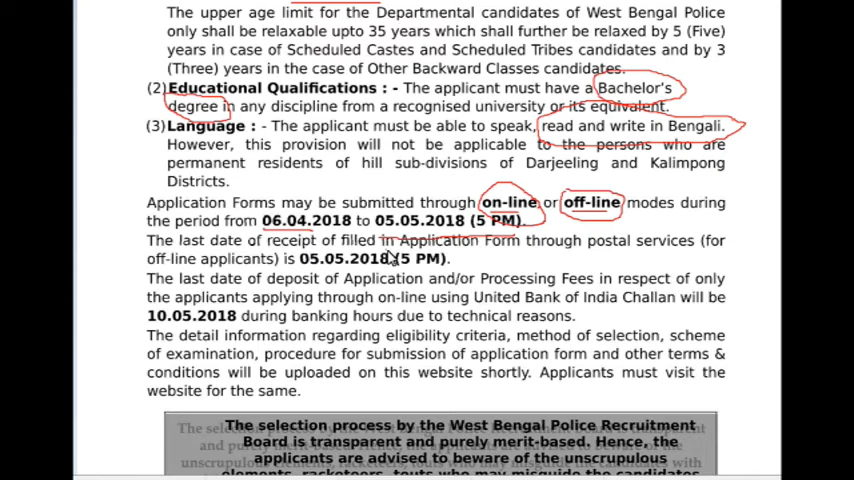 The upper age limit for the Departmental candidates of West Bengal Police
only shall be relaxable upto 35 years which shall further be relaxed by 5 (Five)
years in case of Scheduled Castes and Scheduled Tribes candidates and by 3
(Three) years in the case of Other Backward Classes candidates.
(2) Educational Qualifications : - The applicant must have a Bachelor's
degree in any discipline from a recognised university or its equivalent.
(3) Language : - The applicant must be able to speak, read and write in Bengali.
However, this provision will not be applicable to the persons who are
permanent residents of hill sub-divisions of Darjeeling and Kalimpong
Districts.
Application Forms may be submitted through on-line or off-line modes during
the period from 06.04.2018 to 05.05.2018 (5 PM).
The last date of receipt of filled in Application Form through postal services (for
off-line applicants) is 05.05.2018 (5 PM).
The last date of deposit of Application and/or Processing Fees in respect of only
the applicants applying through on-line using United Bank of India Challan will be
10.05.2018 during banking hours due to technical reasons.
The detail information regarding eligibility criteria, method of selection, scheme
of examination, procedure for submission of application form and other terms &
conditions will be uploaded on this website shortly. Applicants must visit the
website for the same.
The selection process by the West Bengal Police Recruitment
Board is transparent and purely merit-based. Hence, the
applicants are advised to beware of the unscrupulous
elements, racketeers, touts who may misguide the candidates